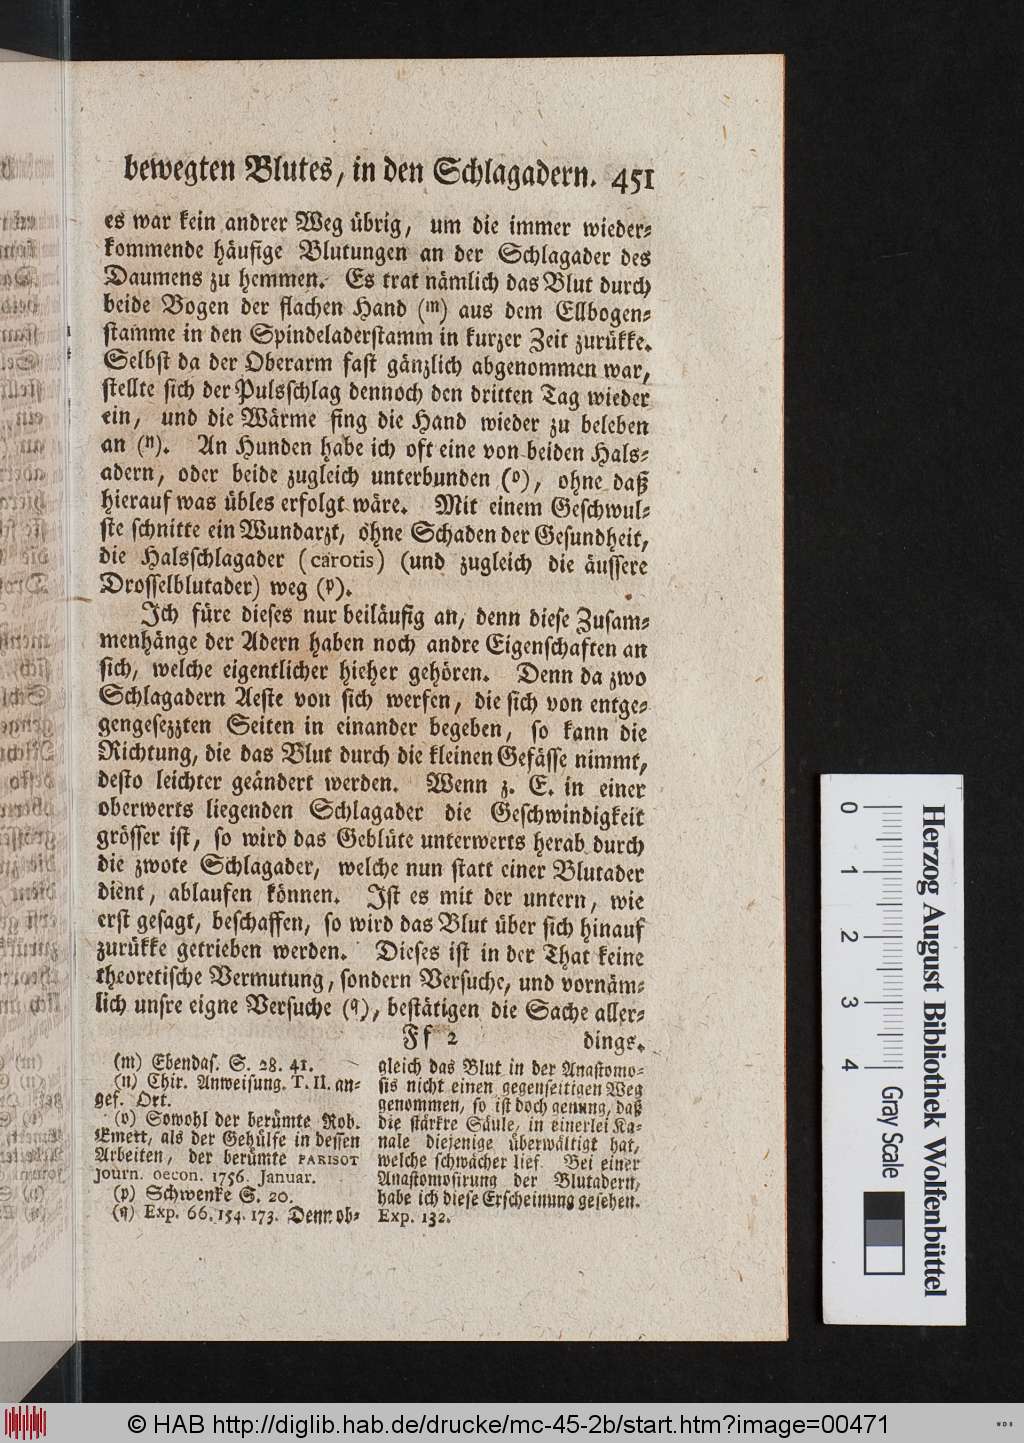 bewegten Blutes, in den Schlagadern. 451
es war kein andrer Weg übrig, um die immer wieder-
kommende häufige Blutungen an der Schlagader des
Daumens zu hemmen. Es trat nämlich das Blut durch
beide Bogen der flachen Hand (m) aus dem Ellbogen-
stamme in den Spindeladerstamm in kurzer Zeit zurükke.
Selbst da der Oberarm fast gänzlich abgenommen war,
stellte sich der Pulsschlag dennoch den dritten Tag wieder
ein, und die Wärme fing die Hand wieder zu beleben
an (n). An Hunden habe ich oft eine von beiden Hals-
adern, oder beide zugleich unterbunden (o), ohne daß
hierauf was übles erfolgt wäre. Mit einem Geschwul-
ste schnitte ein Wundarzt, ohne Schaden der Gesundheit,
die Halsschlagader (carotis) (und zugleich die äussere
Drosselblutader) weg (p).
Ich füre dieses nur beiläufig an, denn diese Zusam-
menhänge der Adern haben noch andre Eigenschaften an
sich, welche eigentlicher hieher gehören. Denn da zwo
Schlagadern Aeste von sich werfen, die sich von entge-
gengesezzten Seiten in einander begeben, so kann die
Richtung, die das Blut durch die kleinen Gefässe nimmt,
desto leichter geändert werden. Wenn z. E. in einer
oberwerts liegenden Schlagader die Geschwindigkeit
grösser ist, so wird das Geblüte unterwerts herab durch
die zwote Schlagader, welche nun statt einer Blutader
dient, ablaufen können. Ist es mit der untern, wie
erst gesagt, beschaffen, so wird das Blut über sich hinauf
zurükke getrieben werden. Dieses ist in der That keine
theoretische Vermutung, sondern Versuche, und vornäm-
lich unsre eigne Versuche (q), bestätigen die Sache aller-
Ff 2 dings.
(m) Ebendas. S. 28. 41.
(n) Chir. Anweisung. T. II. an-
gef. Ort.
(o) Sowohl der berümte Rob.
Emett, als der Gehülfe in dessen
Arbeiten, der berümte PARISOT
Journ. oecon. 1756. Januar.
(p) Schwenke S. 20.
(q) Exp. 66. 154. 173. Denn ob-
gleich das Blut in der Anastomo-
sis nicht einen gegenseitigen Weg
genommen, so ist doch genung, daß
die stärkre Säule, in einerlei Ka-
nale diejenige überwältigt hat,
welche schwächer lief. Bei einer
Anastomosirung der Blutadern,
habe ich diese Erscheinung gesehen.
Exp. 132.
0 1 2 3 4
Gray Scale
Herzog August Bibliothek Wolfenbüttel
© HAB http://diglib.hab.de/drucke/mc-45-2b/start.htm?image=00471